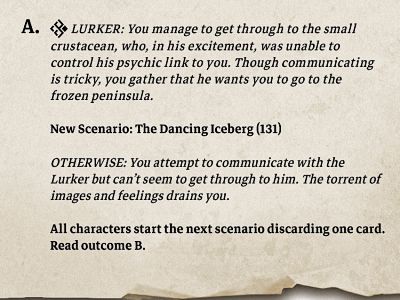 A. LURKER: You manage to get through to the small
crustacean, who, in his excitement, was unable to
control his psychic link to you. Though communicating
is tricky, you gather that he wants you to go to the
frozen peninsula.
New Scenario: The Dancing Iceberg (131)
OTHERWISE: You attempt to communicate with the
Lurker but can't seem to get through to him. The torrent of
images and feelings drains you.
All characters start the next scenario discarding one card.
Read outcome B.